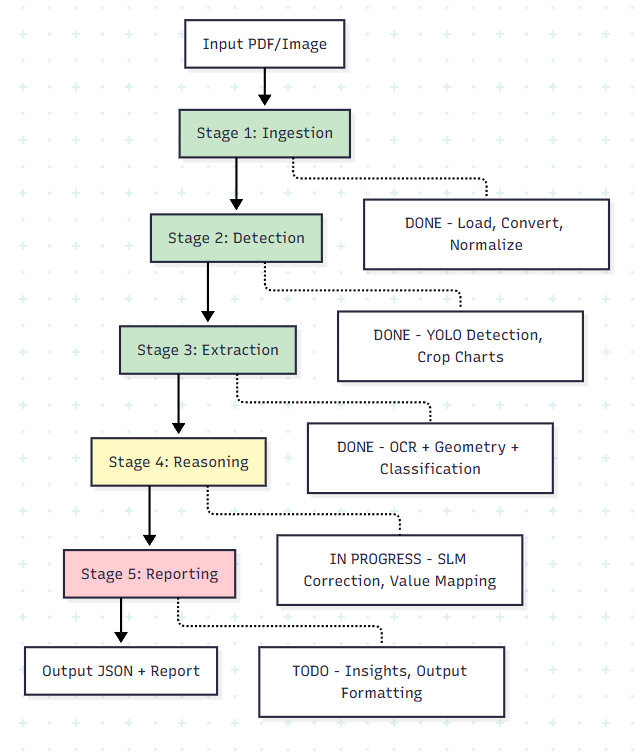 Input PDF/Image
Stage 1: Ingestion
DONE - Load, Convert,
Normalize
Stage 2: Detection
DONE - YOLO Detection,
Crop Charts
Stage 3: Extraction
DONE - OCR + Geometry +
Classification
Stage 4: Reasoning
IN PROGRESS - SLM
Correction, Value Mapping
Stage 5: Reporting
Output JSON + Report
TODO - Insights, Output
Formatting